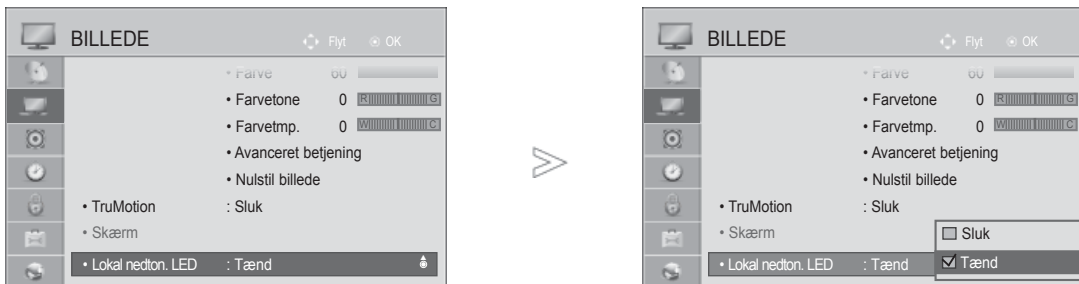 BILLEDE Flyt OK
• Farve 60
• Farvetone 0 R G
• Farvetmp. 0 W C
• Avanceret betjening
• Nulstil billede
• TruMotion : Sluk
• Skærm
• Lokal nedton. LED : Tænd
BILLEDE Flyt OK
• Farve 60
• Farvetone 0 R G
• Farvetmp. 0 W C
• Avanceret betjening
• Nulstil billede
• TruMotion : Sluk
• Skærm
Sluk
• Lokal nedton. LED : Tænd
Tænd